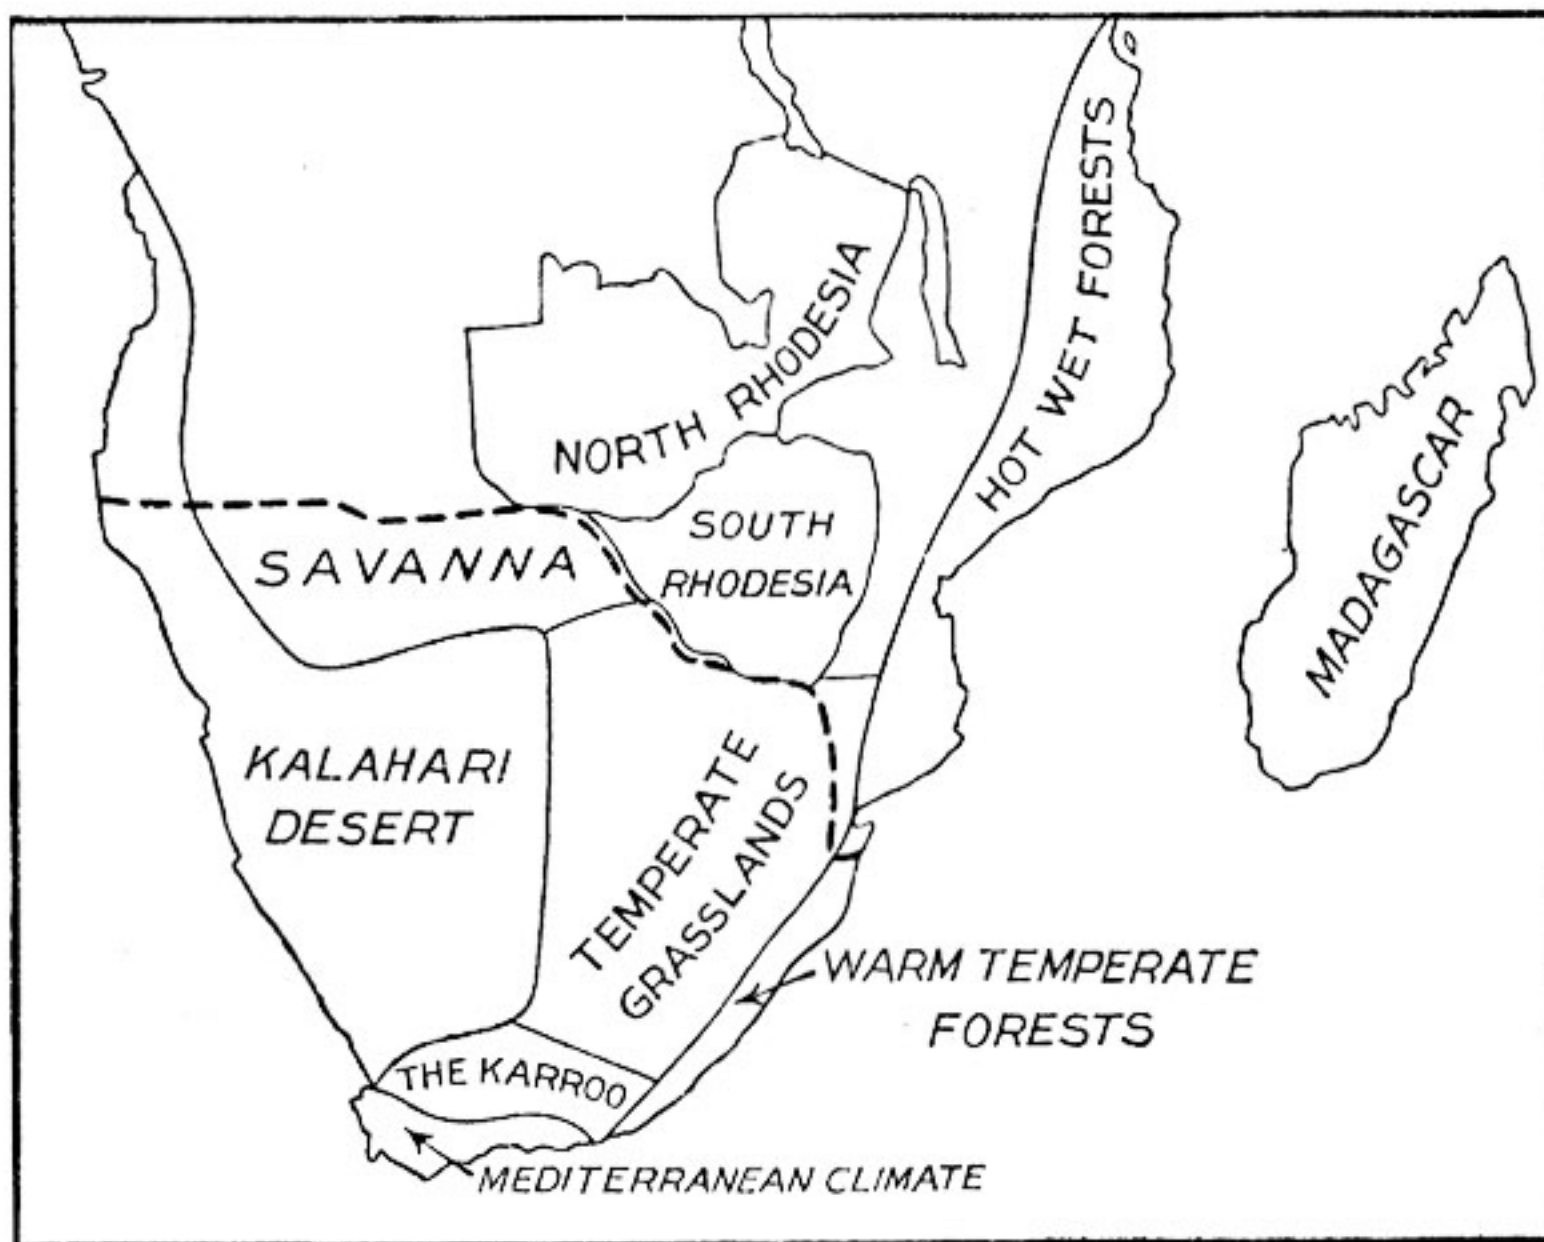 HOT WET FORESTS
NORTH RHODESIA
MADAGASCAR
SOUTH
RHODESIA
SAVANNA
KALAHARI
DESERT
TEMPERATE
GRASSLANDS
WARM TEMPERATE
FORESTS
THE KARROO
MEDITERRANEAN CLIMATE